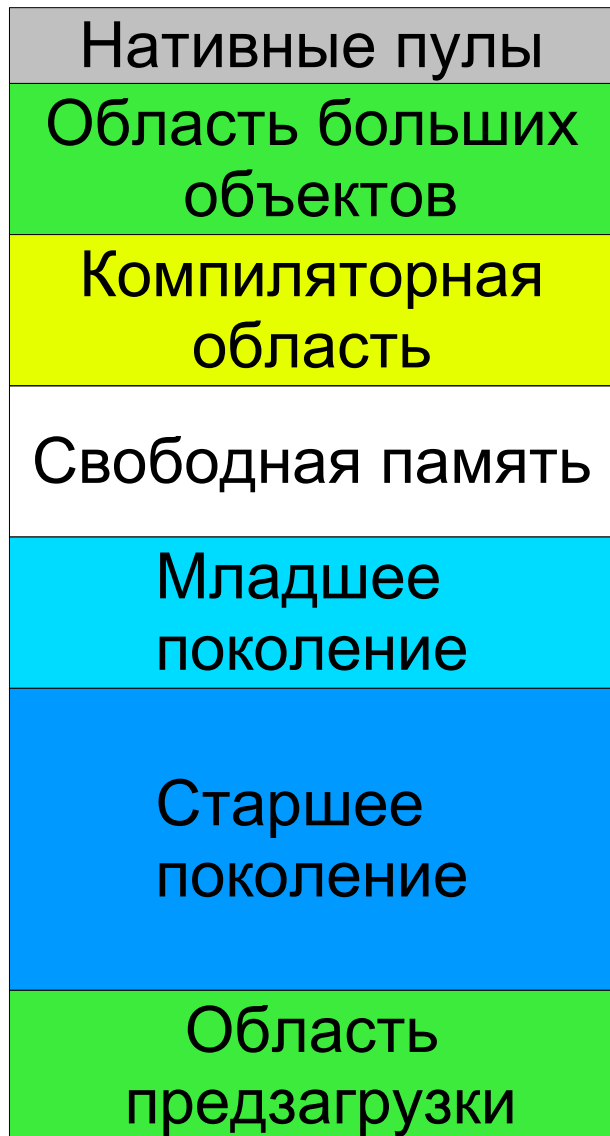 Нативные пулы
Область больших
объектов
Компиляторная
область
Свободная память
Младшее
поколение
Старшее
поколение
Область
предзагрузки